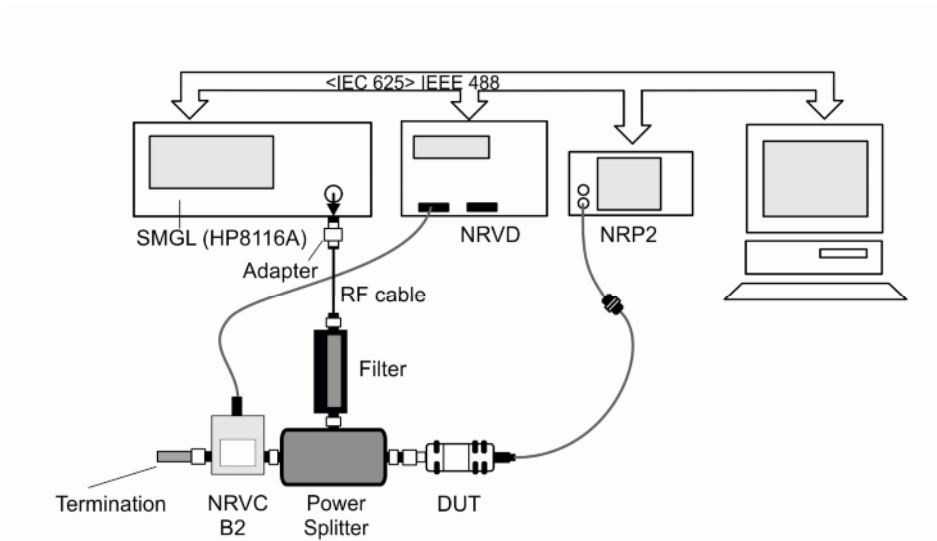 <IEC 625> IEEE 488
SMGL (HP8116A)
NRVD
NRP2
Adapter
RF cable
Filter
Termination
NRVC
B2
Power
Splitter
DUT